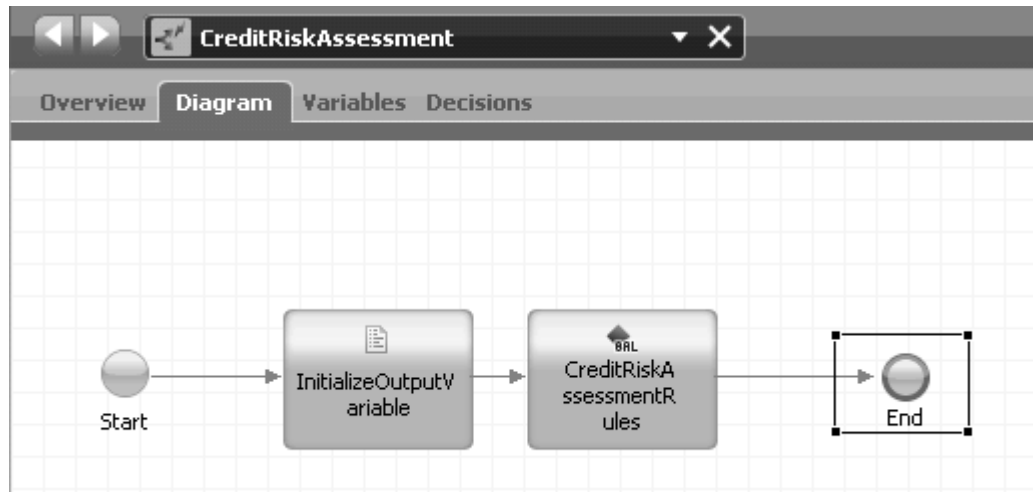 CreditRiskAssessment
Overview Diagram Variables Decisions
BAL
InitializeOutputV
ariable
CreditRiskA
ssessmentR
ules
Start
End